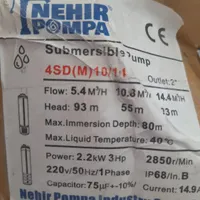 NEHIR
POMPA
CE
Submersible Pump
4SD(M)10/11
Outlet: 2"
Flow: 5.4M³/H 10.8M³/H 14.4M³/H
Head: 93 m 55 m 33 m
Max.Immersion Depth: 80m
Max.Liquid Temperature: 40°C
Power: 2.2kW 3Hp 2850r/Min
220v/50Hz/1Phase IP68/In.B
Capacitor: 75µF+-10% Current: 14.9A
Nehir Pompa